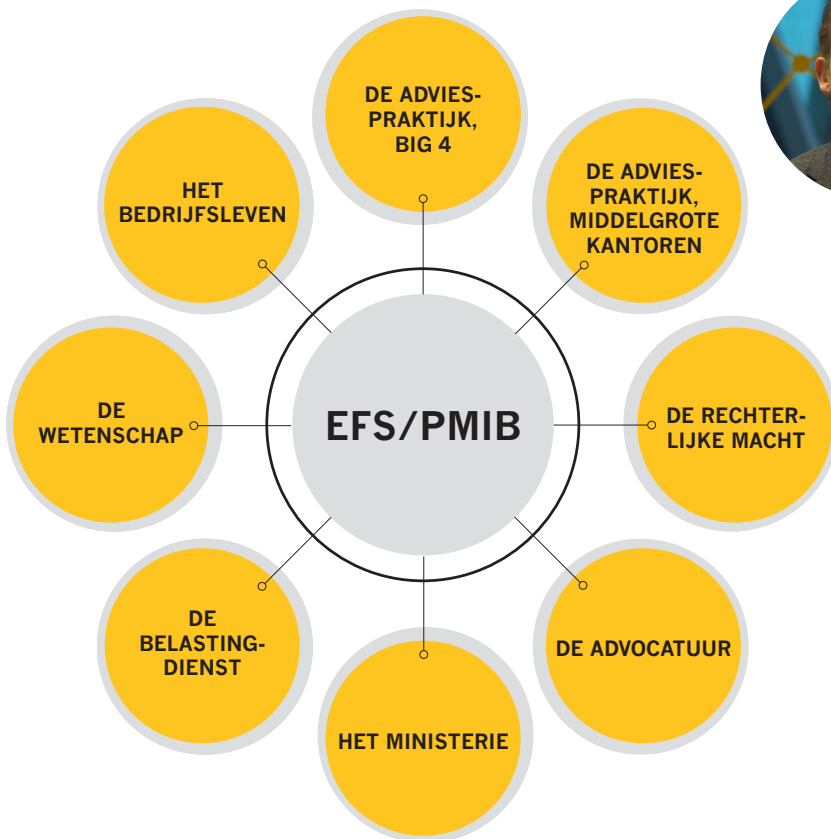 DE ADVIES-
PRAKTIJK,
BIG 4
DE ADVIES-
PRAKTIJK,
MIDDELGROTE
KANTOREN
HET
BEDRIJFSLEVEN
DE
WETENSCHAP
EFS/PMIB
DE RECHTER-
LIJKE MACHT
DE
BELASTING-
DIENST
DE ADVOCATUUR
HET MINISTERIE